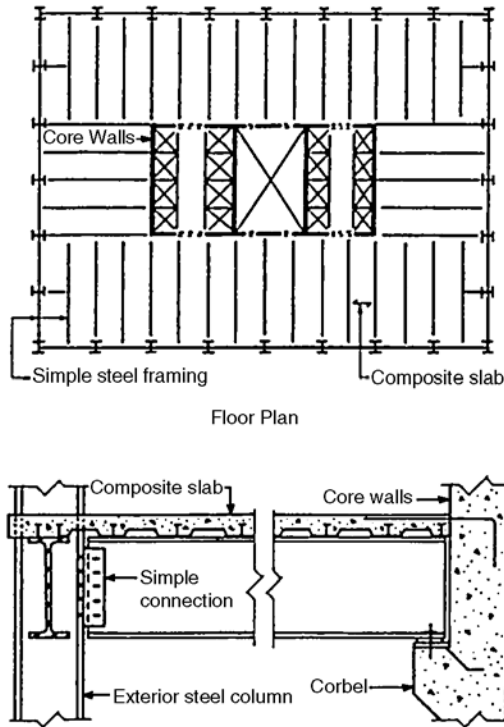 Core Walls
Simple steel framing
Composite slab
Floor Plan
Composite slab
Core walls
Simple
connection
Exterior steel column
Corbel